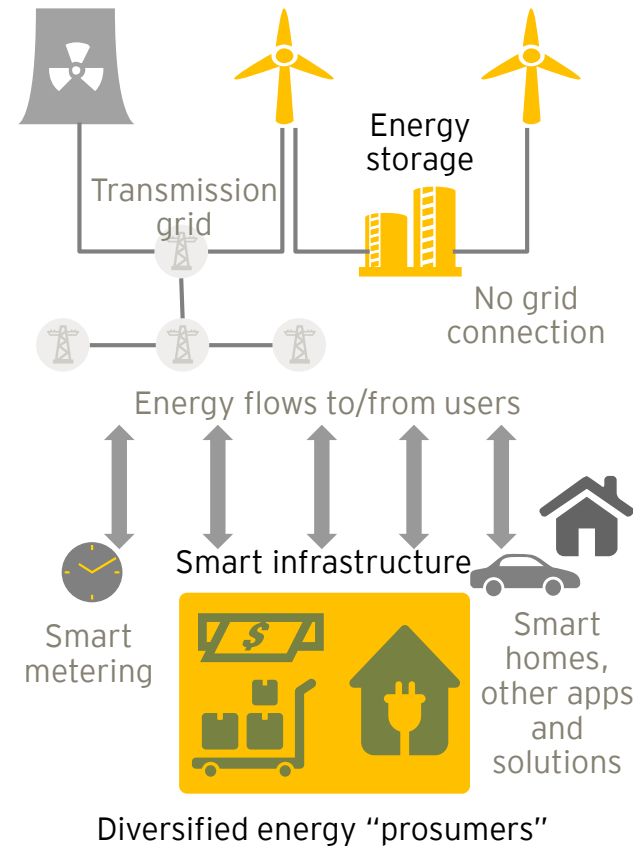 Energy
storage
Transmission
grid
No grid
connection
Energy flows to/from users
Smart infrastructure
Smart
metering
$
Smart
homes,
other apps
and
solutions
Diversified energy “prosumers”